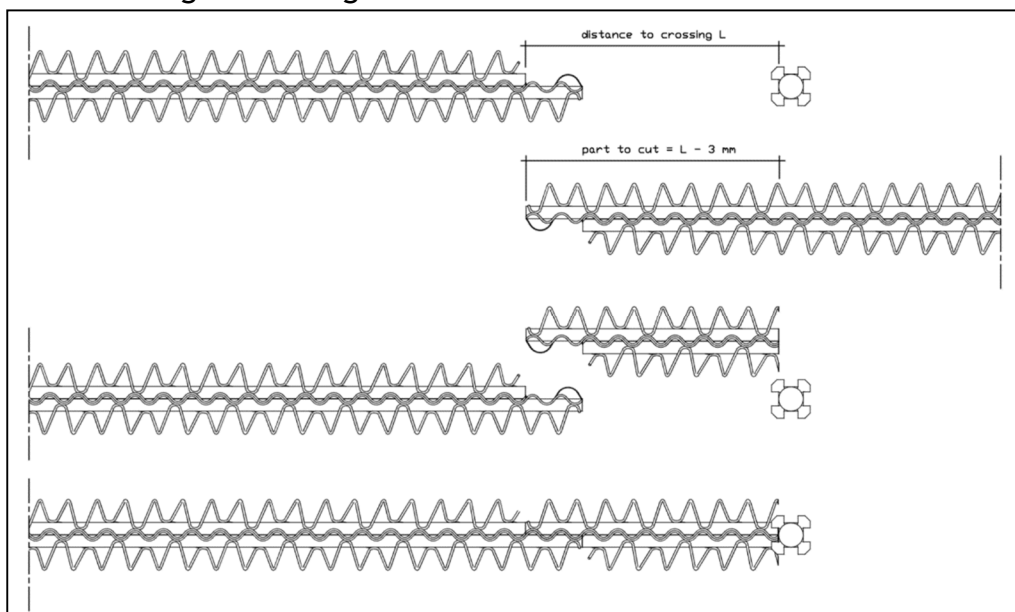 distance to crossing L
part to cut = L - 3 mm